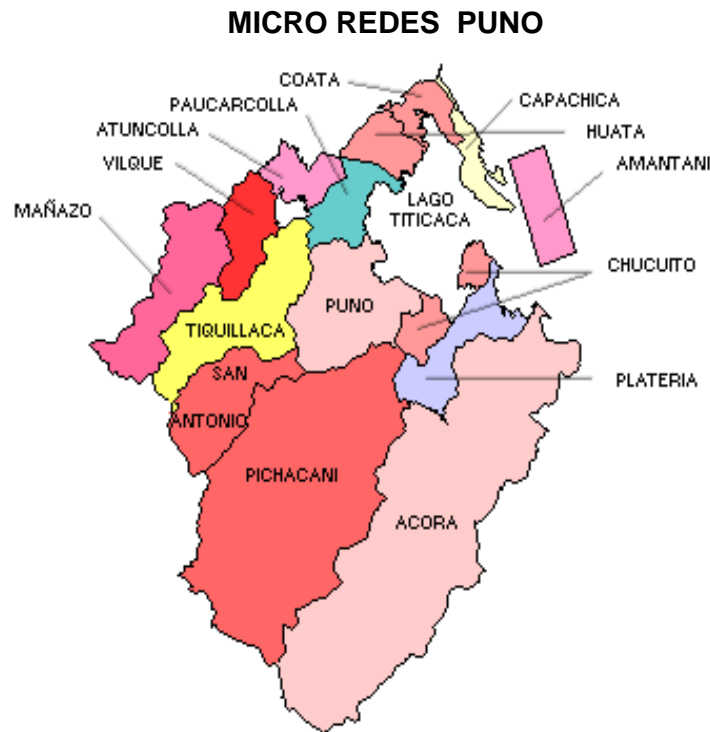 MICRO REDES PUNO
COATA
PAUCARCOLLA
CAPACHICA
ATUNCOLLA
HUATA
VILQUE
AMANTANI
MAÑAZO
LAGO
TITICACA
CHUCUITO
PUNO
TIQUILLACA
SAN
ANTONIO
PLATERIA
PICHACANI
ACORA